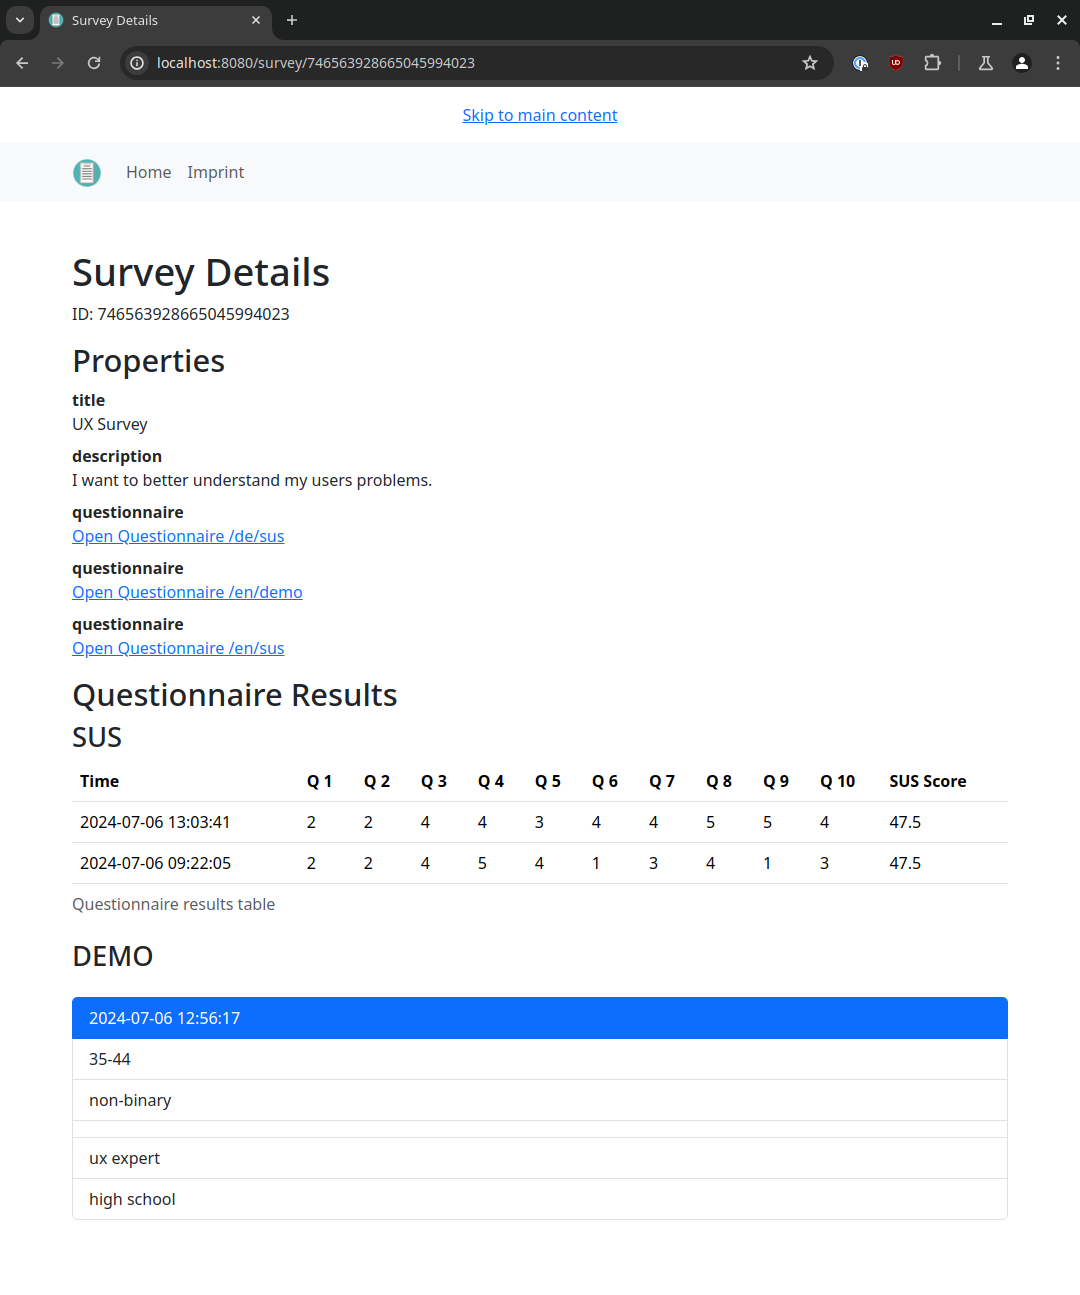 Survey Details
localhost:8080/survey/746563928665045994023
Skip to main content
Home Imprint
Survey Details
ID: 746563928665045994023
Properties
title
UX Survey
description
I want to better understand my users problems.
questionnaire
Open Questionnaire /de/sus
questionnaire
Open Questionnaire /en/demo
questionnaire
Open Questionnaire /en/sus
Questionnaire Results
SUS
Time Q 1 Q 2 Q 3 Q 4 Q 5 Q 6 Q 7 Q 8 Q 9 Q 10 SUS Score
2024-07-06 13:03:41 2 2 4 4 3 4 4 5 5 4 47.5
2024-07-06 09:22:05 2 2 4 5 4 1 3 4 1 3 47.5
Questionnaire results table
DEMO
2024-07-06 12:56:17
35-44
non-binary
ux expert
high school